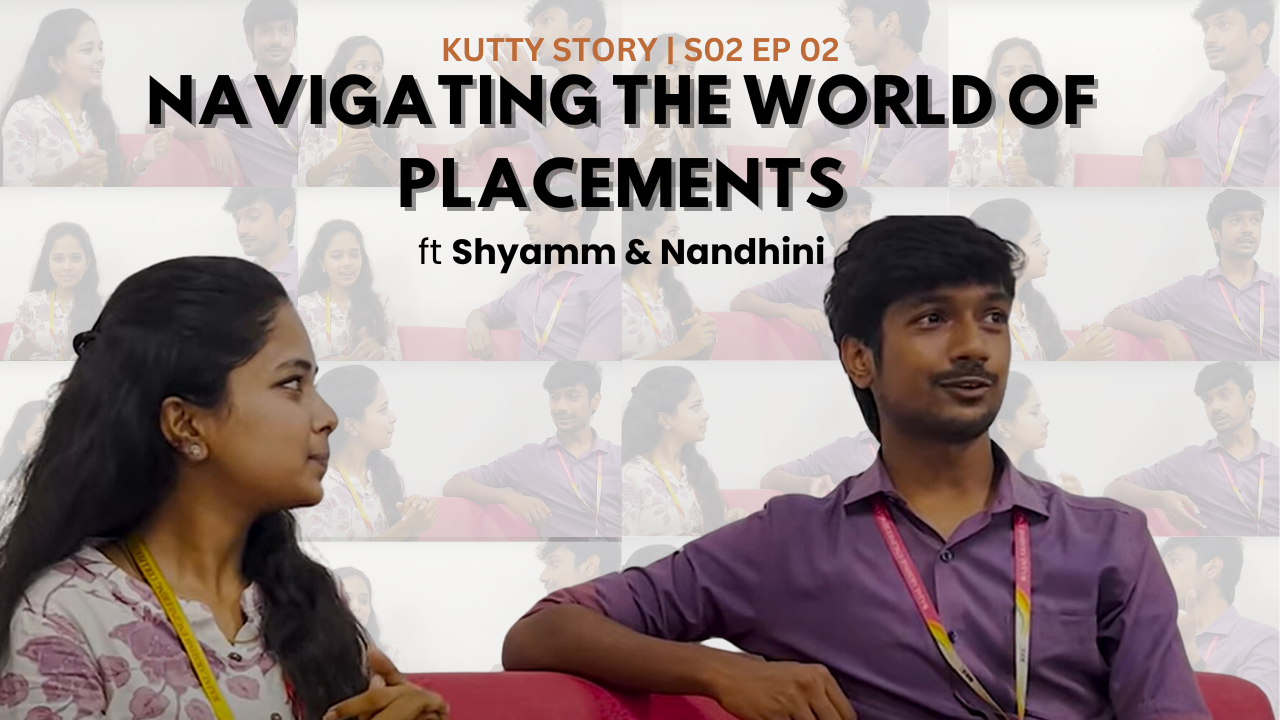 KUTTY STORY | S02 EP 02
NAVIGATING THE WORLD OF
PLACEMENTS
ft Shyamm & Nandhini